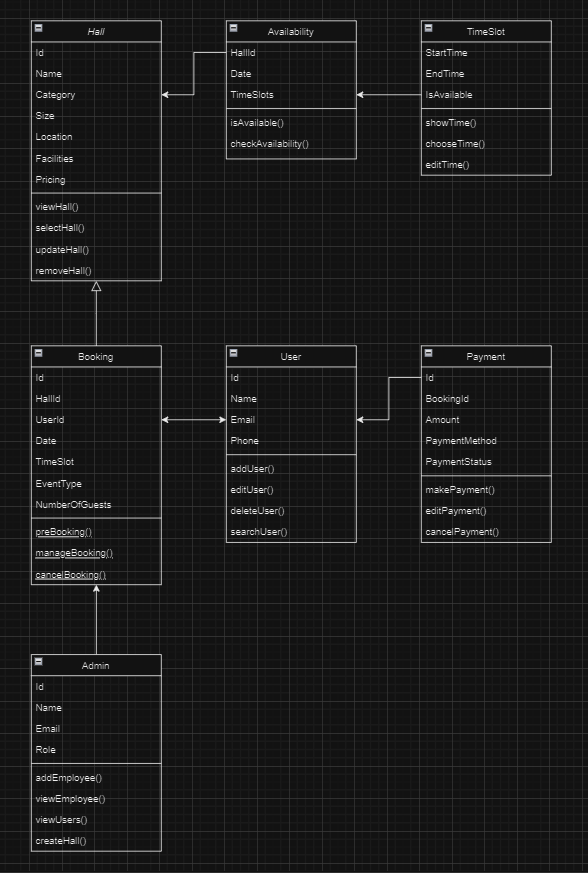 Hall
Id
Name
Category
Size
Location
Facilities
Pricing
viewHall()
selectHall()
updateHall()
removeHall()
Availability
HallId
Date
TimeSlots
isAvailable()
checkAvailability()
TimeSlot
StartTime
EndTime
IsAvailable
showTime()
chooseTime()
editTime()
Booking
Id
HallId
UserId
Date
TimeSlot
EventType
NumberOfGuests
preBooking()
manageBooking()
cancelBooking()
User
Id
Name
Email
Phone
addUser()
editUser()
deleteUser()
searchUser()
Payment
Id
BookingId
Amount
PaymentMethod
PaymentStatus
makePayment()
editPayment()
cancelPayment()
Admin
Id
Name
Email
Role
addEmployee()
viewEmployee()
viewUsers()
createHall()